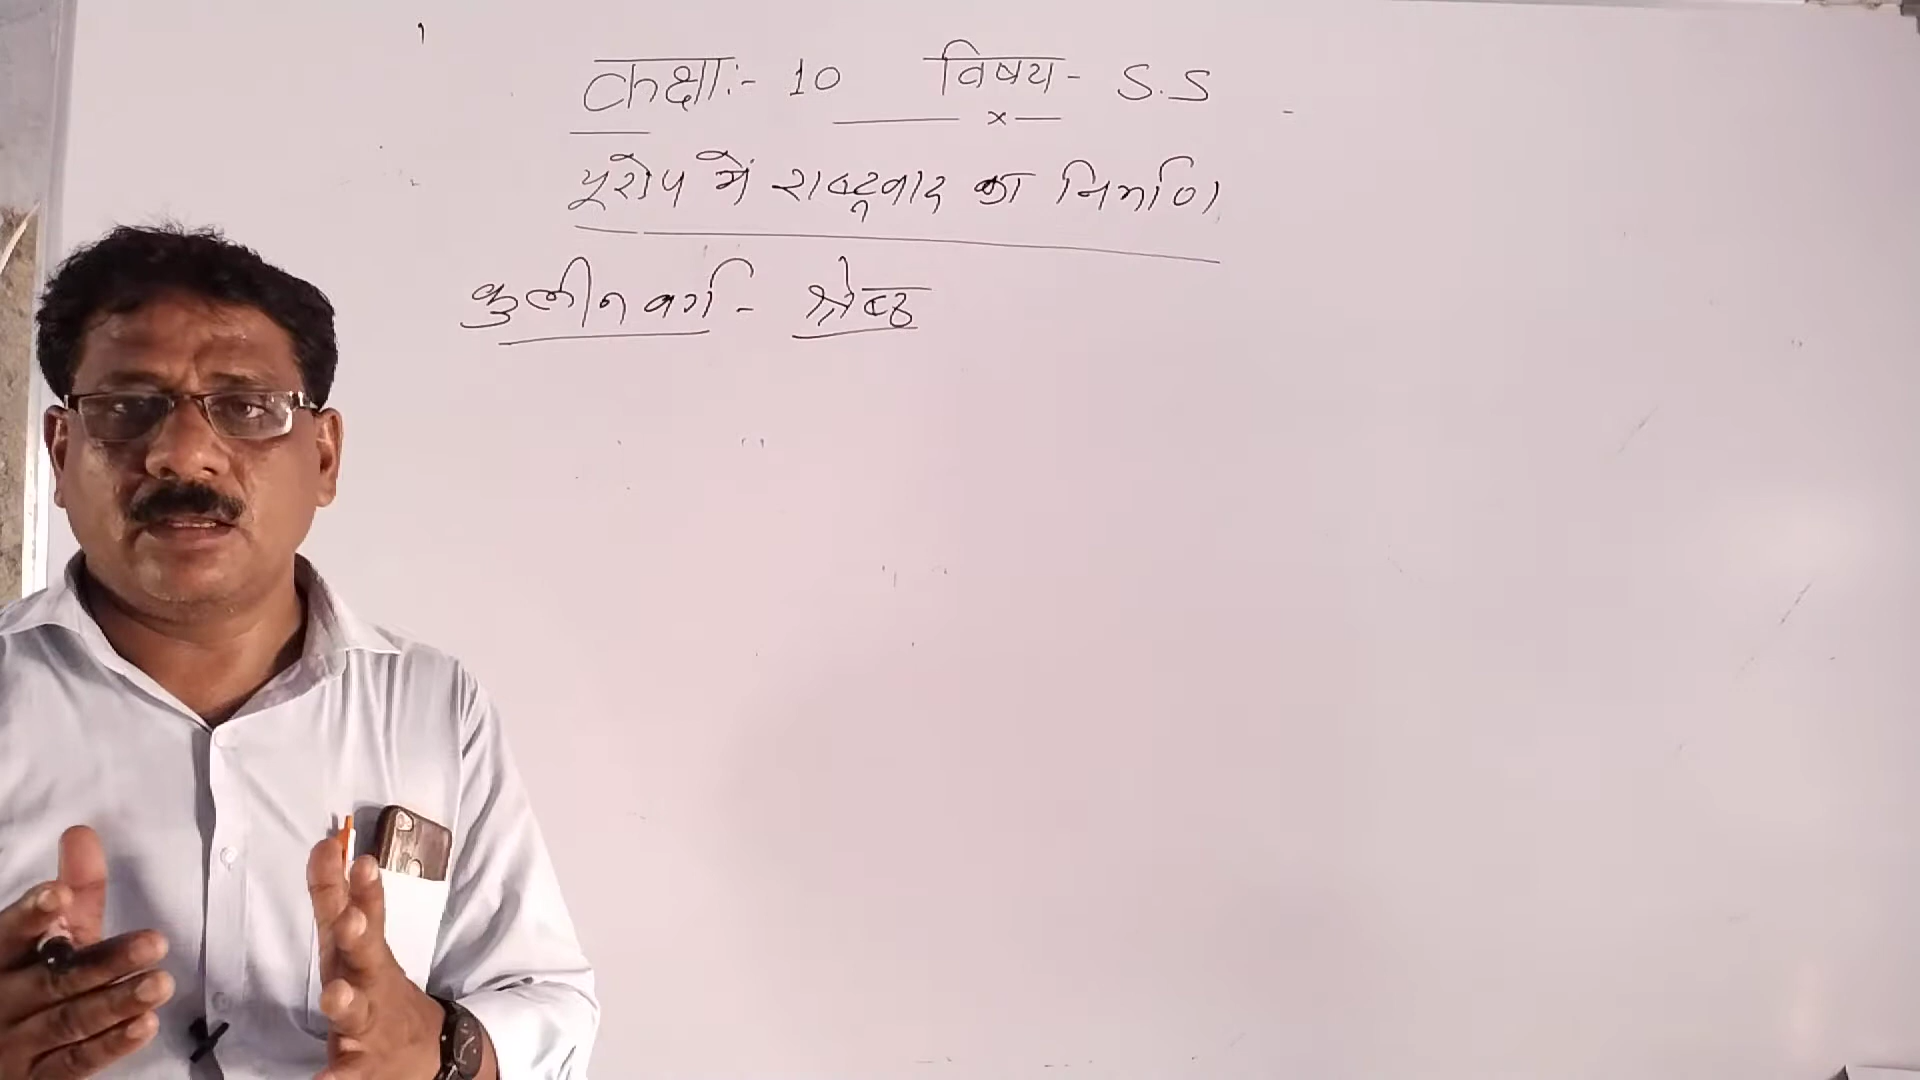 कक्षा:- 10 विषय- S.S
यूरोप में राष्ट्रवाद का निर्माण
कुलीन वर्ग - श्रेष्ठ